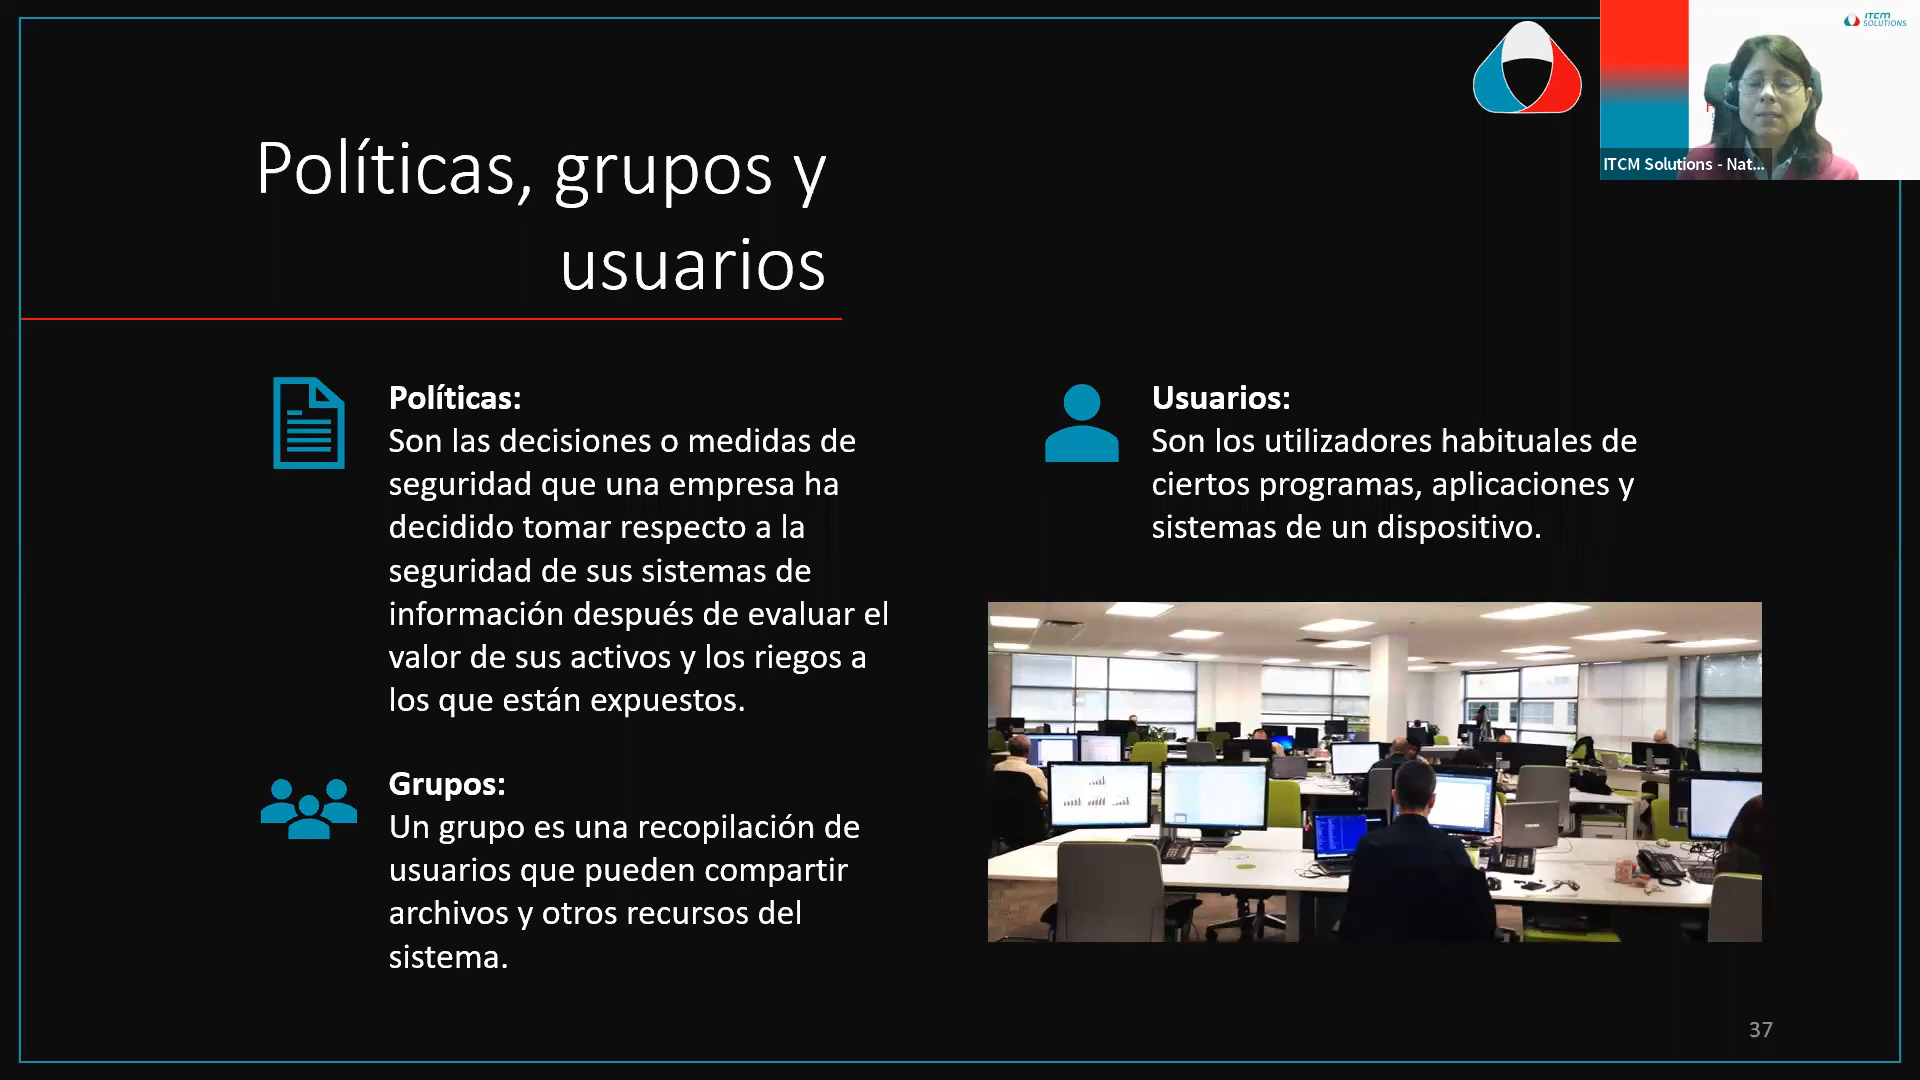 ITCM
SOLUTIONS
ITCM Solutions - Nat...
Políticas, grupos y
usuarios
Políticas:
Son las decisiones o medidas de
seguridad que una empresa ha
decidido tomar respecto a la
seguridad de sus sistemas de
información después de evaluar el
valor de sus activos y los riegos a
los que están expuestos.
Grupos:
Un grupo es una recopilación de
usuarios que pueden compartir
archivos y otros recursos del
sistema.
Usuarios:
Son los utilizadores habituales de
ciertos programas, aplicaciones y
sistemas de un dispositivo.
37